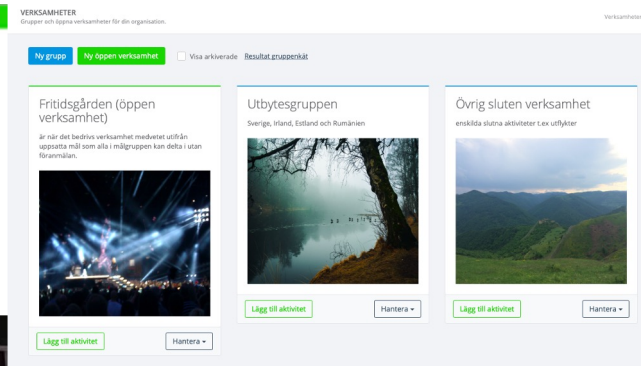 VERKSAMHETER
Grupper och öppna verksamheter för din organisation.
Verksamheter
Ny grupp
Ny öppen verksamhet
Visa arkiverade
Resultat gruppenkät
Fritidsgården (öppen
verksamhet)
är när det bedrivs verksamhet medvetet utifrån
uppsatta mål som alla i målgruppen kan delta i utan
föranmälan.
Lägg till aktivitet
Hantera
Utbytesgruppen
Sverige, Irland, Estland och Rumänien
Lägg till aktivitet
Hantera
Övrig sluten verksamhet
enskilda slutna aktiviteter t.ex utflykter
Lägg till aktivitet
Hantera